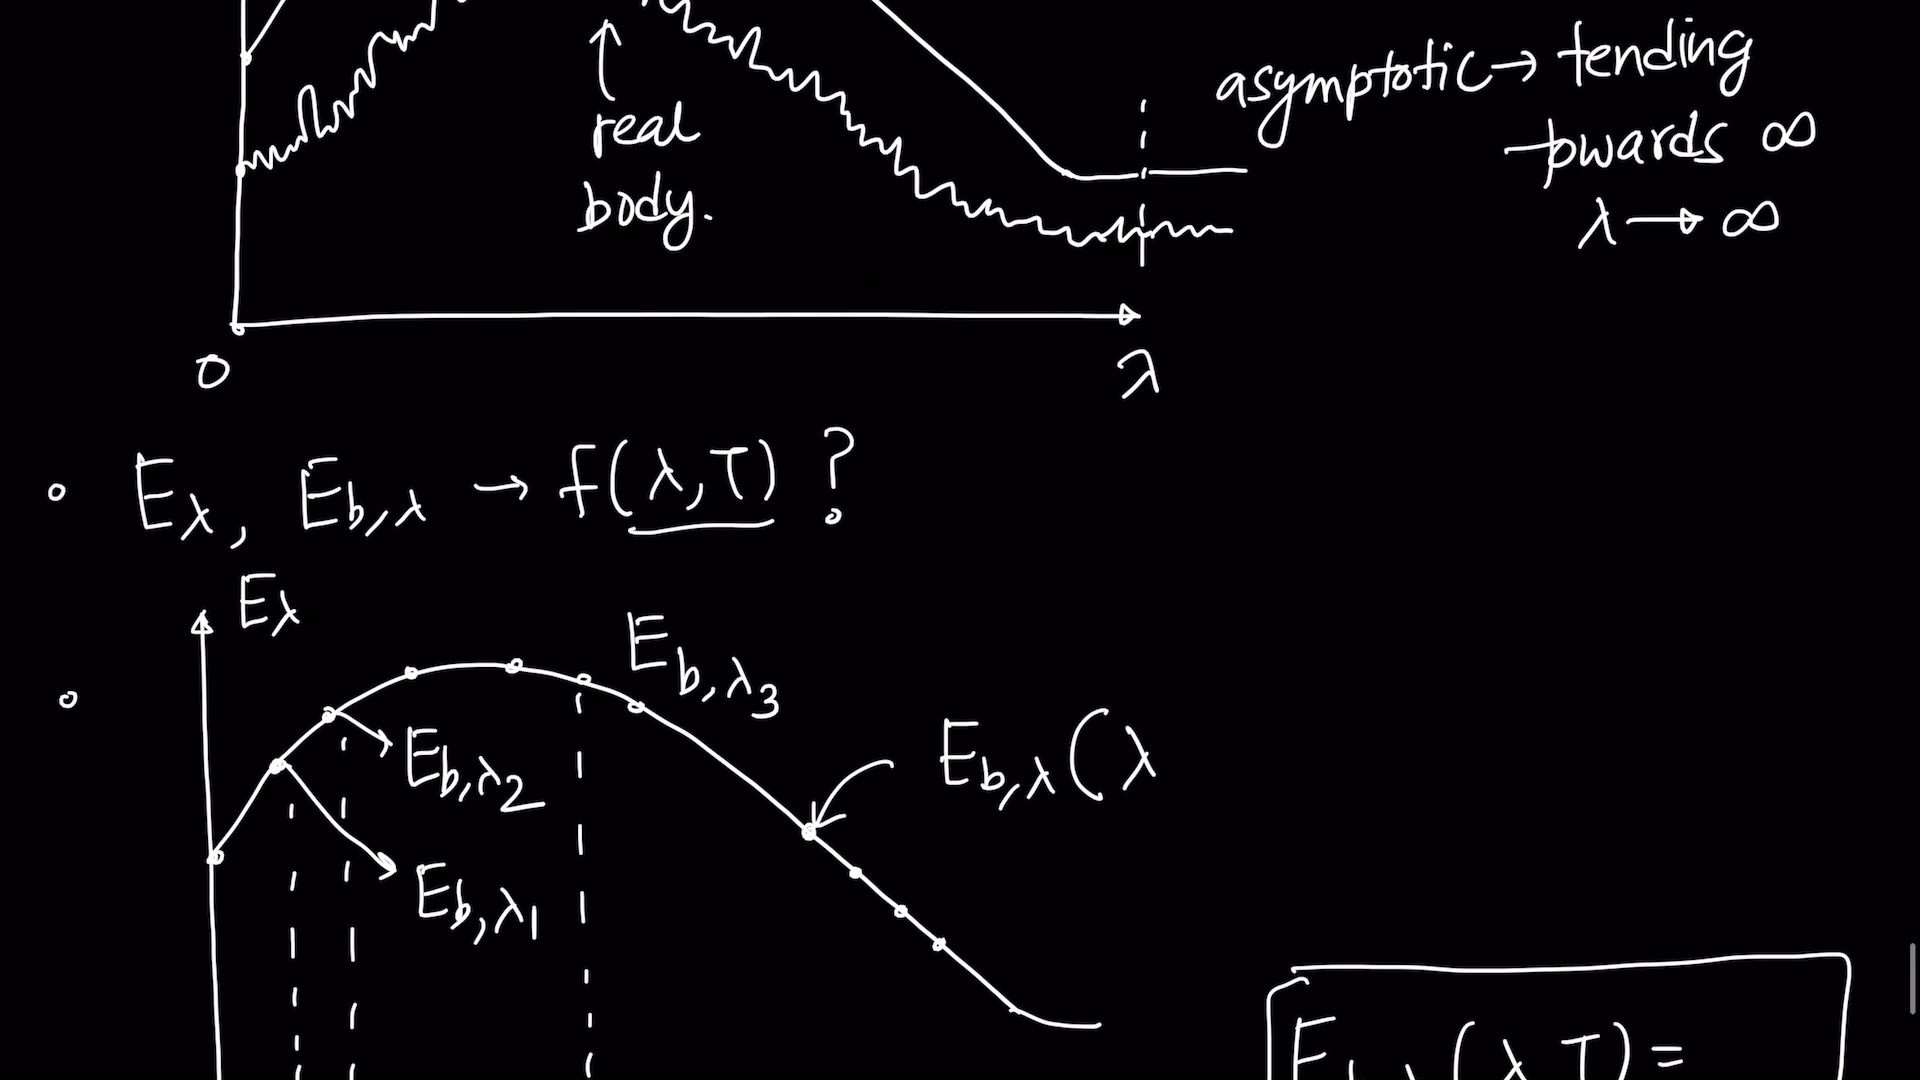 asymptotic → tending
towards ∞
λ → ∞
real
body.
0
λ
E_λ, E_b,λ → f(λ,T) ?
E_λ
E_b,λ3
E_b,λ2
E_b,λ(λ
E_b,λ1